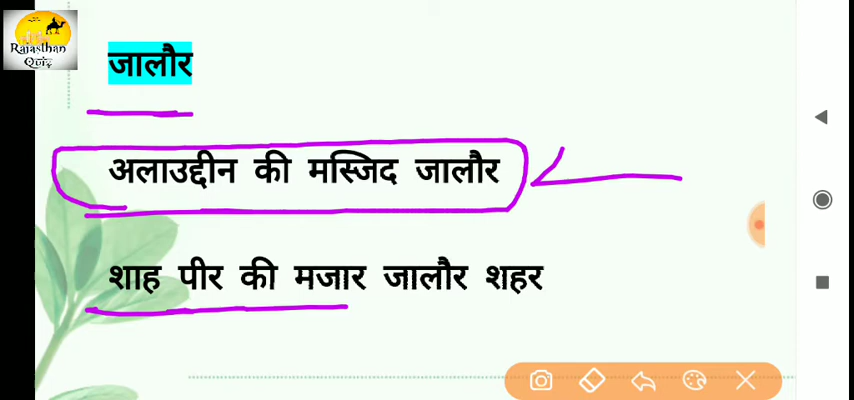 Rajasthan
Quiz
जालौर
अलाउद्दीन की मस्जिद जालौर
शाह पीर की मजार जालौर शहर